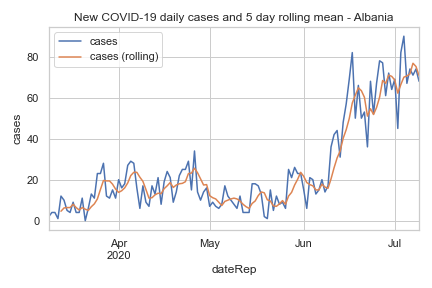 New COVID-19 daily cases and 5 day rolling mean - Albania
cases
cases (rolling)
80
60
40
20
0
cases
Apr
2020
May
Jun
Jul
dateRep